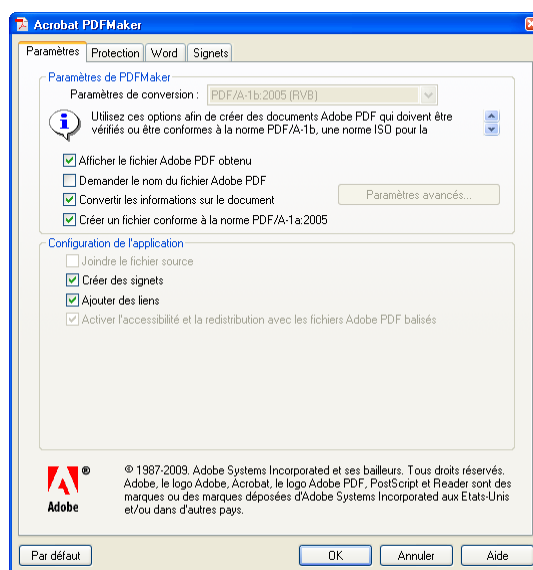 Acrobat PDFMaker
Paramètres Protection Word Signets
Paramètres de PDFMaker
Paramètres de conversion : PDF/A-1b:2005 (RVB)
Utilisez ces options afin de créer des documents Adobe PDF qui doivent être
vérifiés ou être conformes à la norme PDF/A-1b, une norme ISO pour la
Afficher le fichier Adobe PDF obtenu
Demander le nom du fichier Adobe PDF
Convertir les informations sur le document
Paramètres avancés...
Créer un fichier conforme à la norme PDF/A-1a:2005
Configuration de l'application
Joindre le fichier source
Créer des signets
Ajouter des liens
Activer l'accessibilité et la redistribution avec les fichiers Adobe PDF balisés
Adobe ®
© 1987-2009. Adobe Systems Incorporated et ses bailleurs. Tous droits réservés.
Adobe, le logo Adobe, Acrobat, le logo Adobe PDF, PostScript et Reader sont des
marques ou des marques déposées d'Adobe Systems Incorporated aux Etats-Unis
et/ou dans d'autres pays.
Par défaut OK Annuler Aide